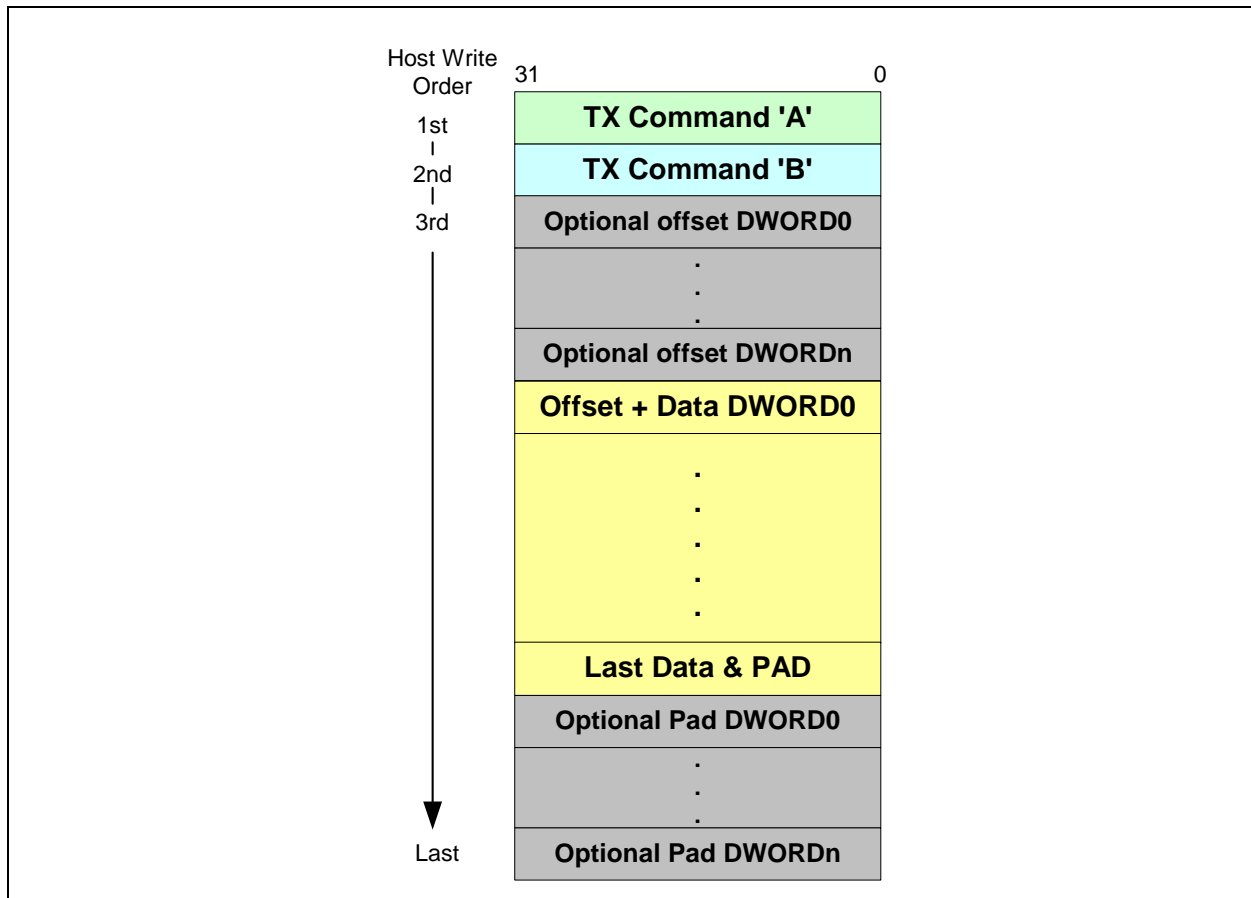 Host Write
Order
31 0
1st
TX Command 'A'
2nd
TX Command 'B'
3rd
Optional offset DWORD0
.
.
.
Optional offset DWORDn
Offset + Data DWORD0
.
.
.
.
.
Last Data & PAD
Optional Pad DWORD0
.
.
.
Last
Optional Pad DWORDn